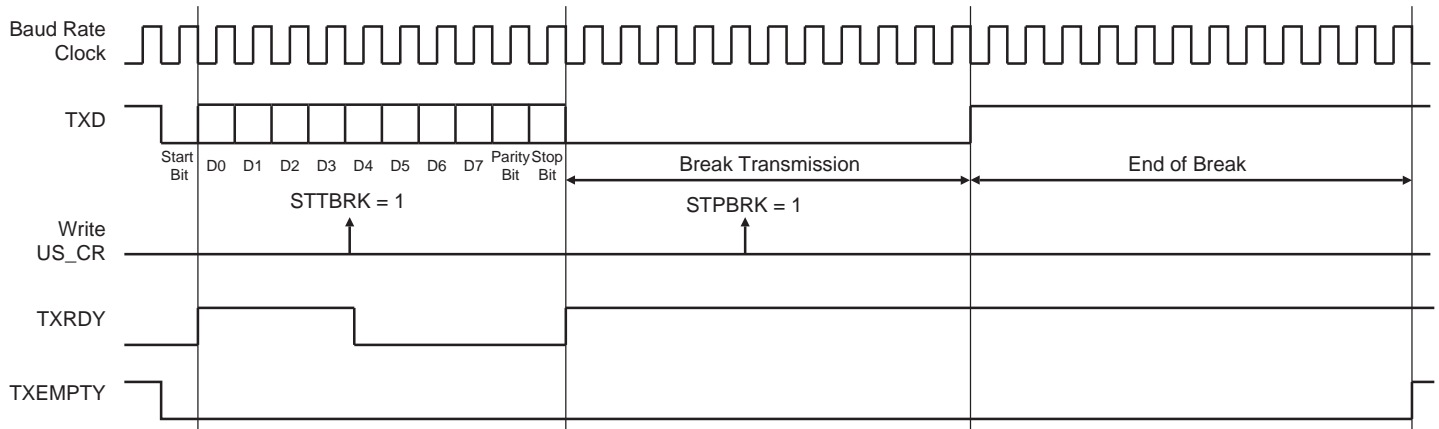 Baud Rate
Clock
TXD
Start
Bit
D0 D1 D2 D3 D4 D5 D6 D7
Parity
Bit
Stop
Bit
Break Transmission
End of Break
STTBRK = 1
STPBRK = 1
Write
US_CR
TXRDY
TXEMPTY